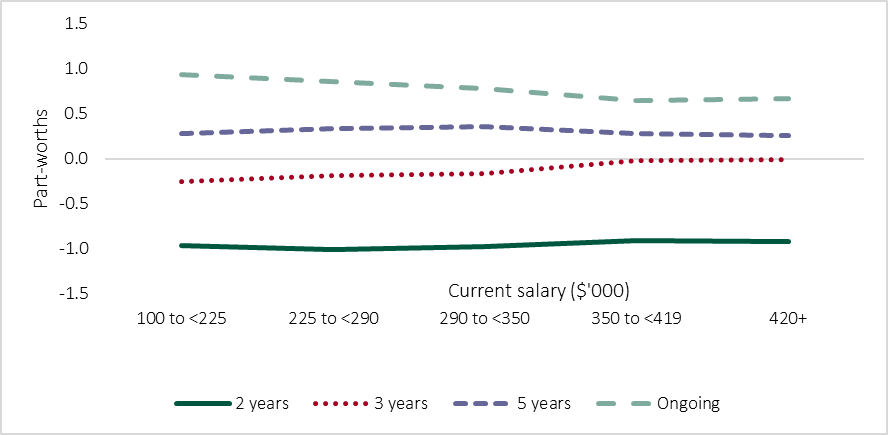 1.5
1.0
0.5
0.0
-0.5
-1.0
-1.5
Part-worths
Current salary ($'000)
100 to <225 225 to <290 290 to <350 350 to <419 420+
2 years 3 years 5 years Ongoing